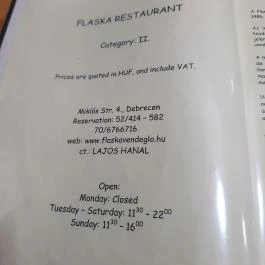 FLASKA RESTAURANT
Category: II.
Prices are quoted in HUF, and include VAT.
Miklós Str. 4., Debrecen
Reservation: 52/414 - 582
70/6766716
web: www.flaskavendeglo.hu
ct.: LAJOS HANAL
Open:
Monday: Closed
Tuesday - Saturday: 11³⁰ - 22⁰⁰
Sunday: 11³⁰ - 16⁰⁰